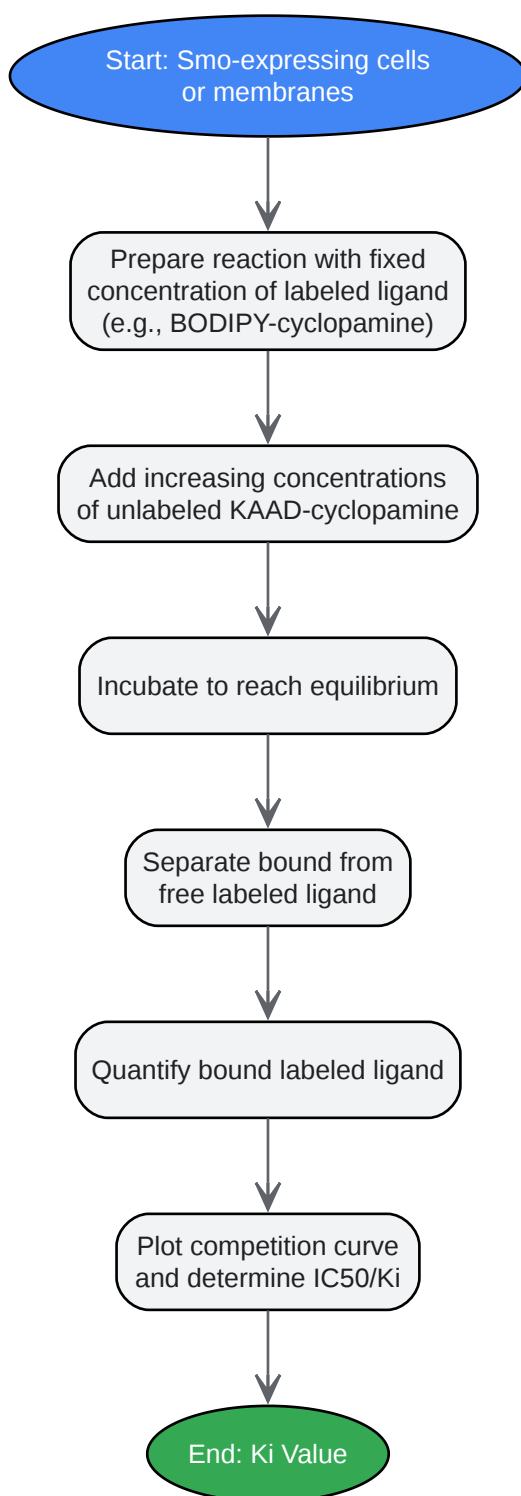 Start: Smo-expressing cells
or membranes
Prepare reaction with fixed
concentration of labeled ligand
(e.g., BODIPY-cyclopamine)
Add increasing concentrations
of unlabeled KAAD-cyclopamine
Incubate to reach equilibrium
Separate bound from
free labeled ligand
Quantify bound labeled ligand
Plot competition curve
and determine IC50/Ki
End: Ki Value